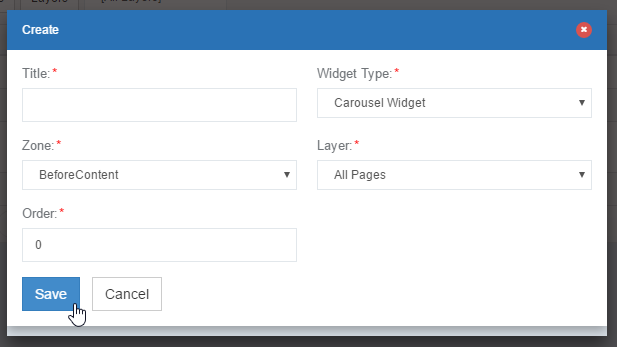 Create
Title:* Widget Type:*
Carousel Widget
Zone:* Layer:*
BeforeContent All Pages
Order:*
0
Save Cancel